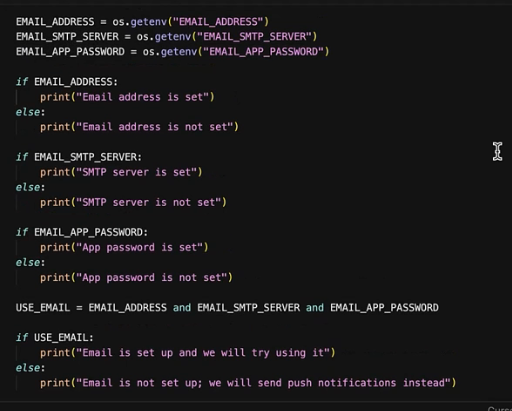 EMAIL_ADDRESS = os.getenv("EMAIL_ADDRESS")
EMAIL_SMTP_SERVER = os.getenv("EMAIL_SMTP_SERVER")
EMAIL_APP_PASSWORD = os.getenv("EMAIL_APP_PASSWORD")

if EMAIL_ADDRESS:
    print("Email address is set")
else:
    print("Email address is not set")

if EMAIL_SMTP_SERVER:
    print("SMTP server is set")
else:
    print("SMTP server is not set")

if EMAIL_APP_PASSWORD:
    print("App password is set")
else:
    print("App password is not set")

USE_EMAIL = EMAIL_ADDRESS and EMAIL_SMTP_SERVER and EMAIL_APP_PASSWORD

if USE_EMAIL:
    print("Email is set up and we will try using it")
else:
    print("Email is not set up; we will send push notifications instead")